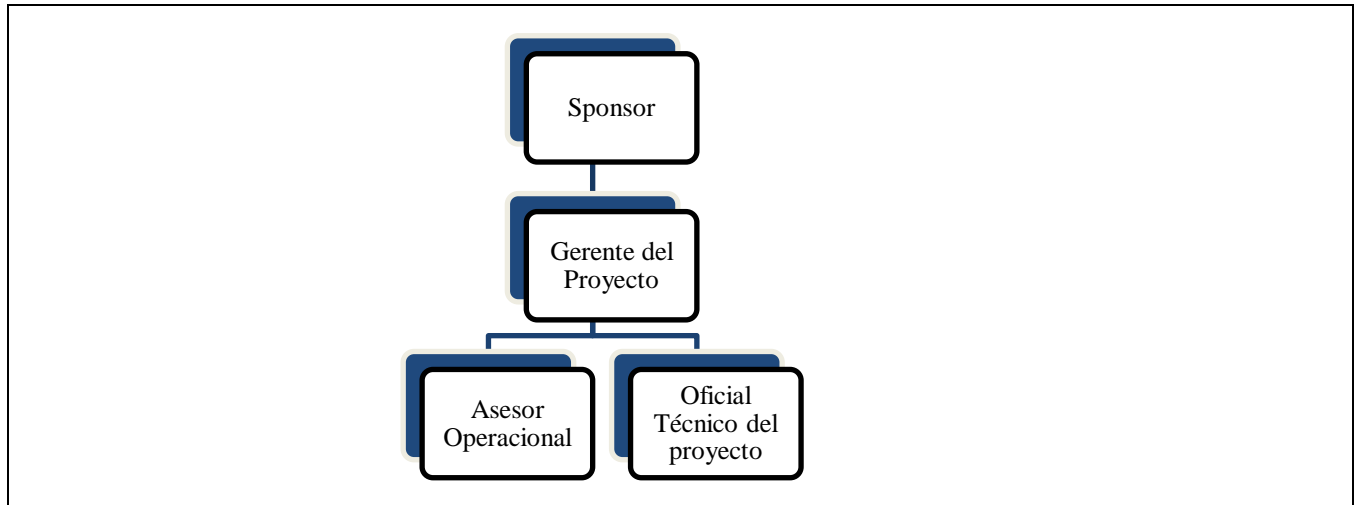 Sponsor
Gerente del
Proyecto
Asesor
Operacional
Oficial
Técnico del
proyecto